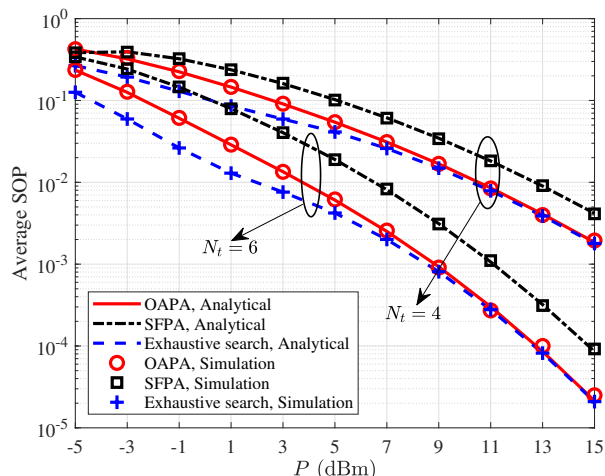 10^0
10^-1
10^-2
10^-3
10^-4
10^-5
Average SOP
N_t = 6
N_t = 4
OAPA, Analytical
SFPA, Analytical
Exhaustive search, Analytical
OAPA, Simulation
SFPA, Simulation
Exhaustive search, Simulation
-5 -3 -1 1 3 5 7 9 11 13 15
P (dBm)